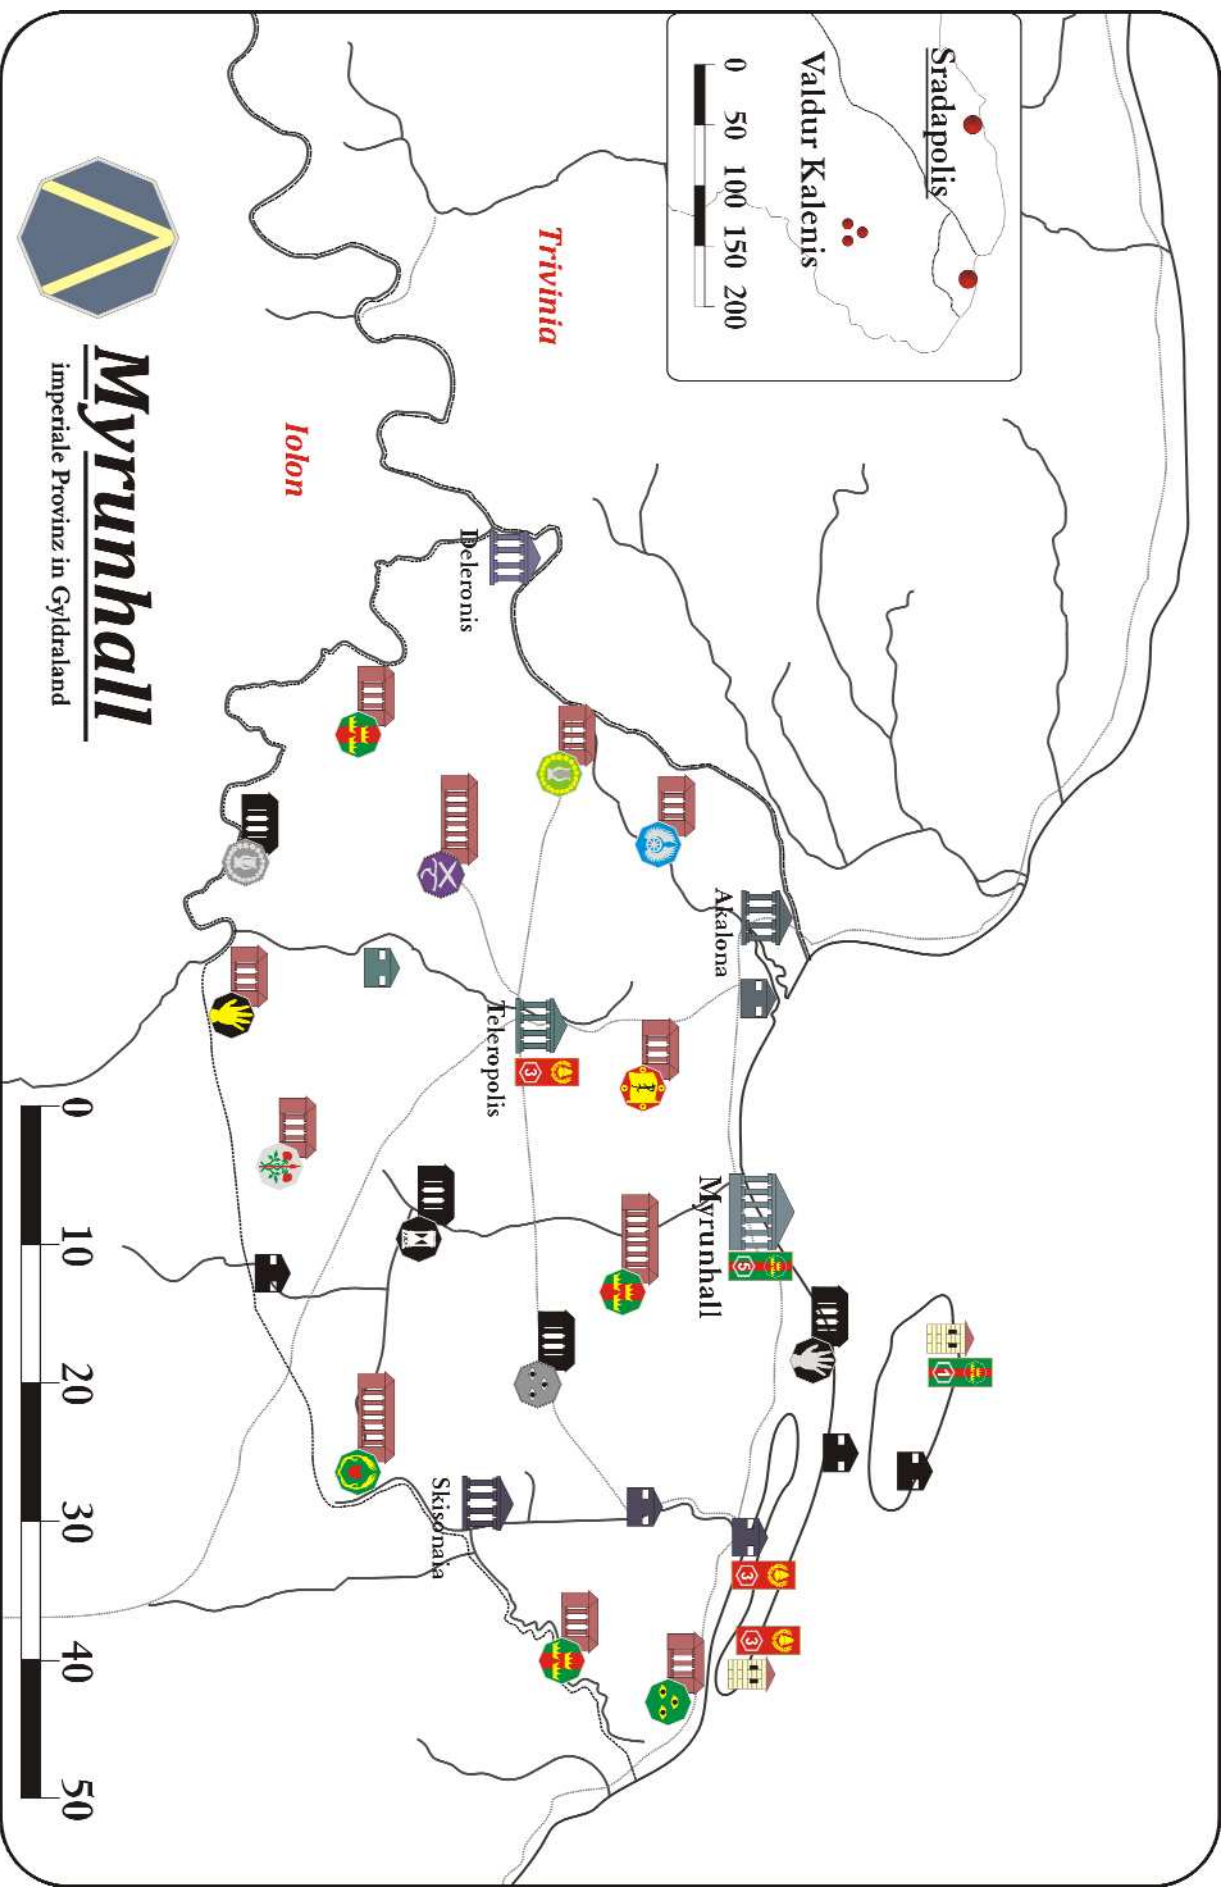 Sradapolis
Valdur Kalenis
0 50 100 150 200
Trivinia
Iolon
Deleronis
Akalona
Teleropolis
3
Myrunhall
5
1
Skisonaia
3
3
Myrunhall
imperiale Provinz in Gyldraland
0 10 20 30 40 50